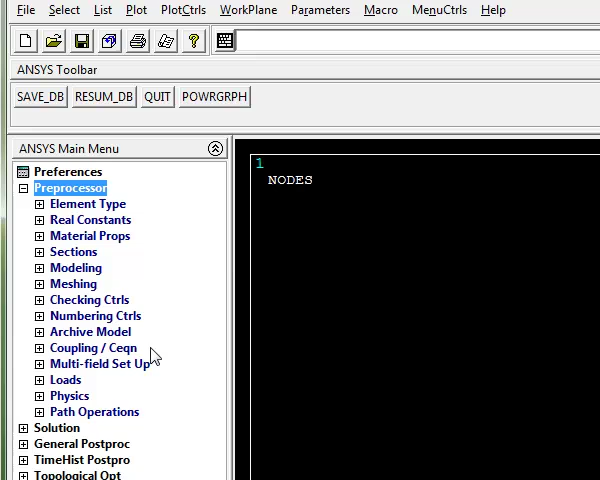 File Select List Plot PlotCtrls WorkPlane Parameters Macro MenuCtrls Help
ANSYS Toolbar
SAVE_DB RESUM_DB QUIT POWRGRPH
ANSYS Main Menu
Preferences
Preprocessor
Element Type
Real Constants
Material Props
Sections
Modeling
Meshing
Checking Ctrls
Numbering Ctrls
Archive Model
Coupling / Ceqn
Multi-field Set Up
Loads
Physics
Path Operations
Solution
General Postproc
TimeHist Postpro
Topological Opt
1
NODES